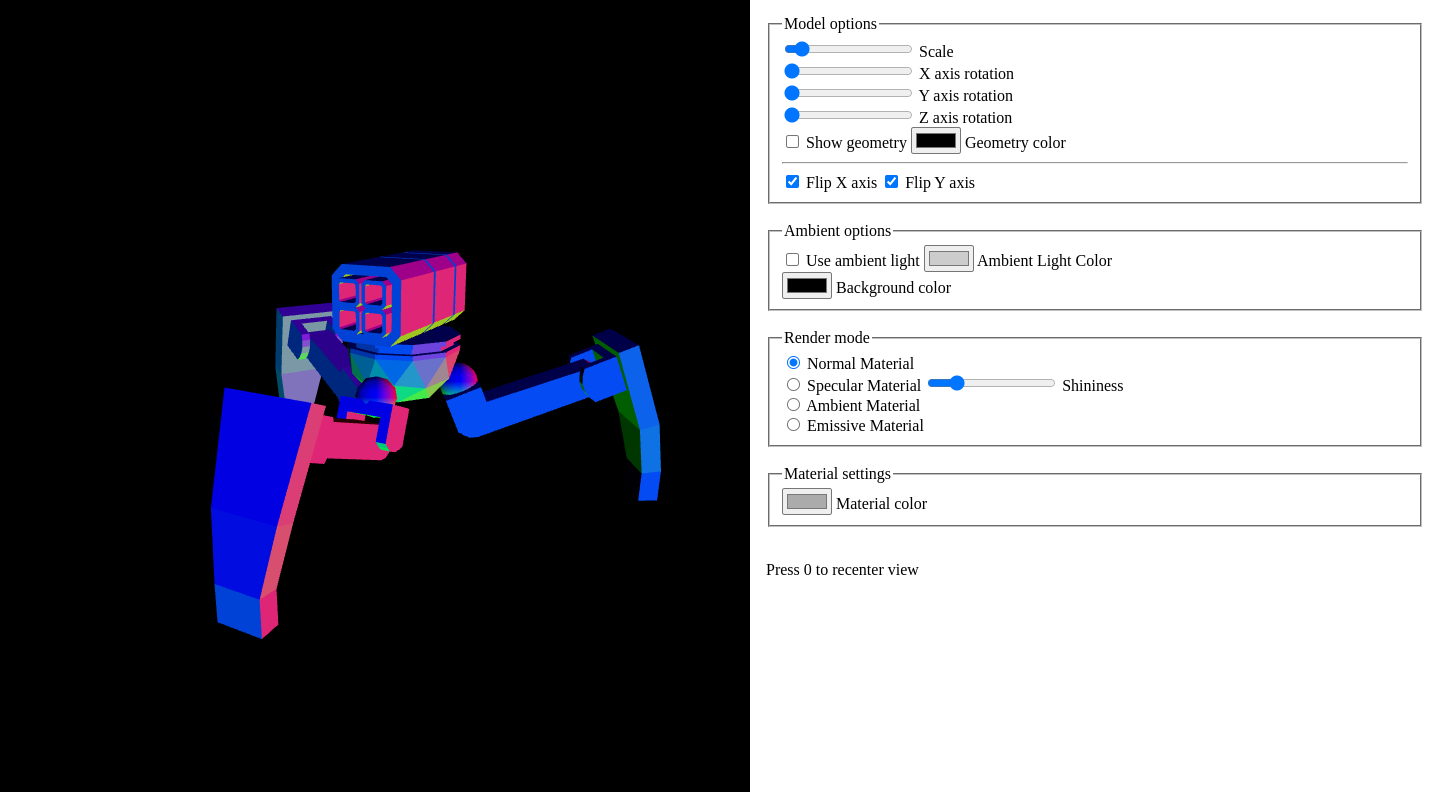 Model options
Scale
X axis rotation
Y axis rotation
Z axis rotation
Show geometry Geometry color
Flip X axis Flip Y axis
Ambient options
Use ambient light Ambient Light Color
Background color
Render mode
Normal Material
Specular Material Shininess
Ambient Material
Emissive Material
Material settings
Material color
Press 0 to recenter view